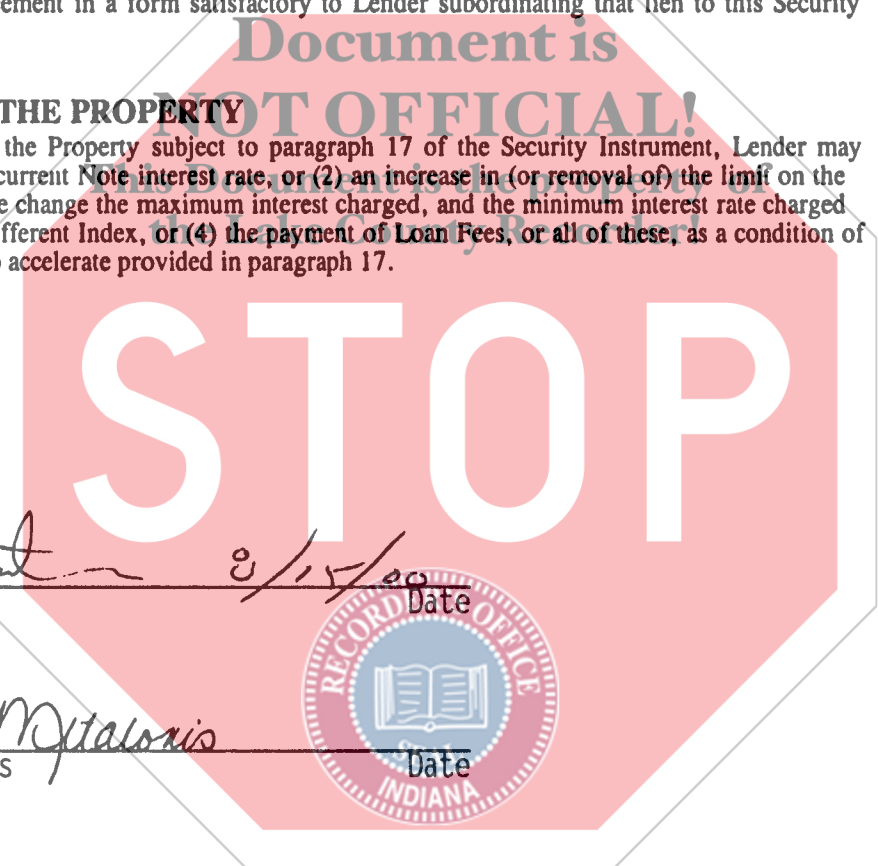 ement in a form satisfactory to Lender subordinating that lien to this Security
Document is
NOT OFFICIAL!
THE PROPERTY
the Property subject to paragraph 17 of the Security Instrument, Lender may
current Note interest rate, or (2) an increase in (or removal of) the limit on the
This Document is the property of
e change the maximum interest charged, and the minimum interest rate charged
fferent Index, or (4) the payment of Loan Fees, or all of these, as a condition of
the Lake County Recorder!
accelerate provided in paragraph 17.
STOP
8/15/
Date
RECORDING OFFICE
SEAL
INDIANA
s
Date